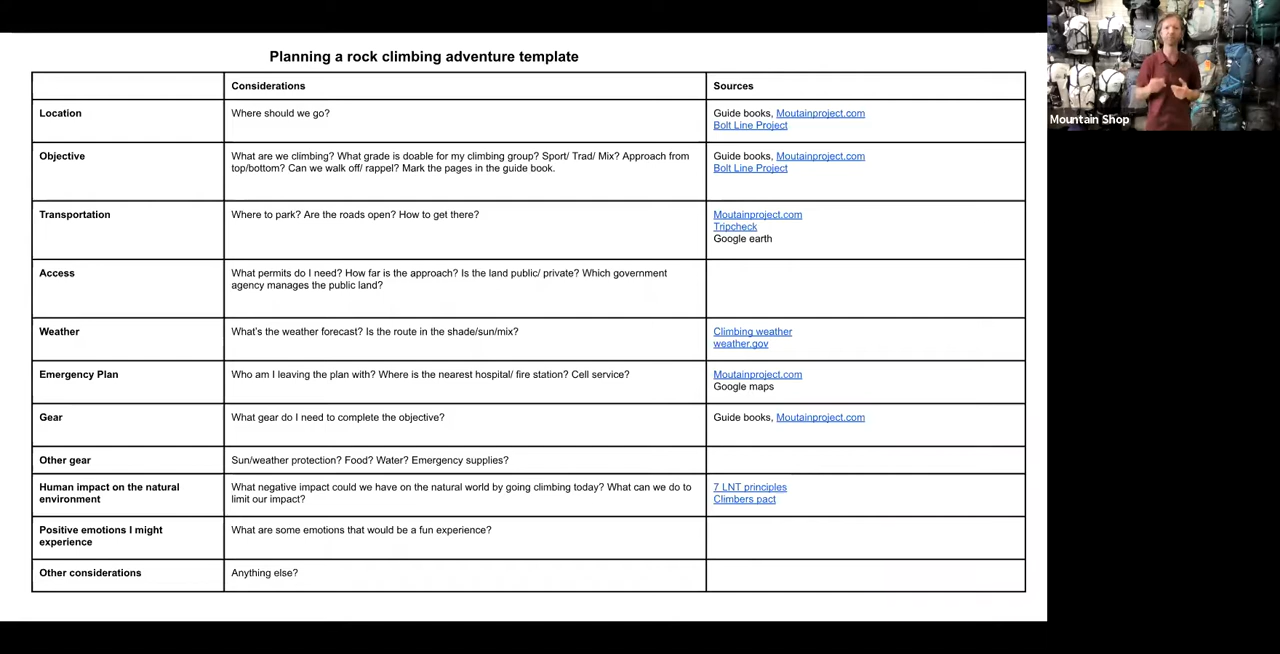 Planning a rock climbing adventure template
Considerations
Sources
Location
Where should we go?
Guide books, Moutainproject.com
Bolt Line Project
Objective
What are we climbing? What grade is doable for my climbing group? Sport/ Trad/ Mix? Approach from
top/bottom? Can we walk off/ rappel? Mark the pages in the guide book.
Guide books, Moutainproject.com
Bolt Line Project
Transportation
Where to park? Are the roads open? How to get there?
Moutainproject.com
Tripcheck
Google earth
Access
What permits do I need? How far is the approach? Is the land public/ private? Which government
agency manages the public land?
Weather
What's the weather forecast? Is the route in the shade/sun/mix?
Climbing weather
weather.gov
Emergency Plan
Who am I leaving the plan with? Where is the nearest hospital/ fire station? Cell service?
Moutainproject.com
Google maps
Gear
What gear do I need to complete the objective?
Guide books, Moutainproject.com
Other gear
Sun/weather protection? Food? Water? Emergency supplies?
Human impact on the natural
environment
What negative impact could we have on the natural world by going climbing today? What can we do to
limit our impact?
7 LNT principles
Climbers pact
Positive emotions I might
experience
What are some emotions that would be a fun experience?
Other considerations
Anything else?
Mountain Shop